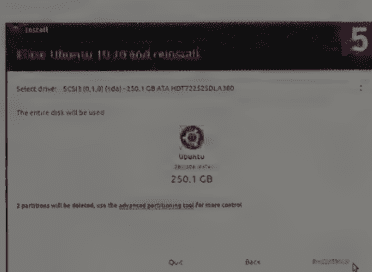 Install
5
Erase Ubuntu 10.10 and reinstall
Select drive: SCSI3 (0,1,0) (sda) - 250.1 GB ATA HDT722525DLA380
The entire disk will be used:
Ubuntu
250.1 GB
2 partitions will be deleted, use the advanced partitioning tool for more control
Quit Back